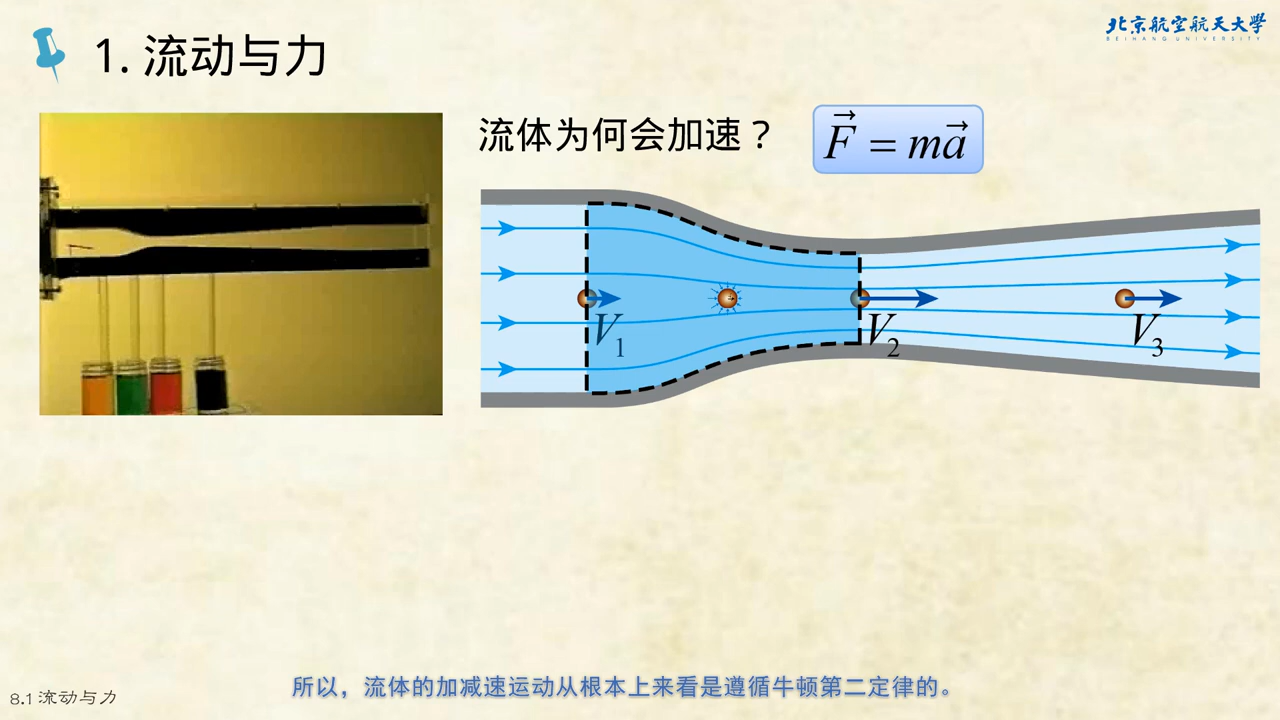 北京航空航天大學
BEIHANG UNIVERSITY
1. 流动与力
流体为何会加速？
F = ma
V1
V2
V3
所以，流体的加减速运动从根本上来看是遵循牛顿第二定律的。
8.1 流动与力